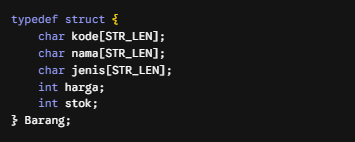 typedef struct {
    char kode[STR_LEN];
    char nama[STR_LEN];
    char jenis[STR_LEN];
    int harga;
    int stok;
} Barang;